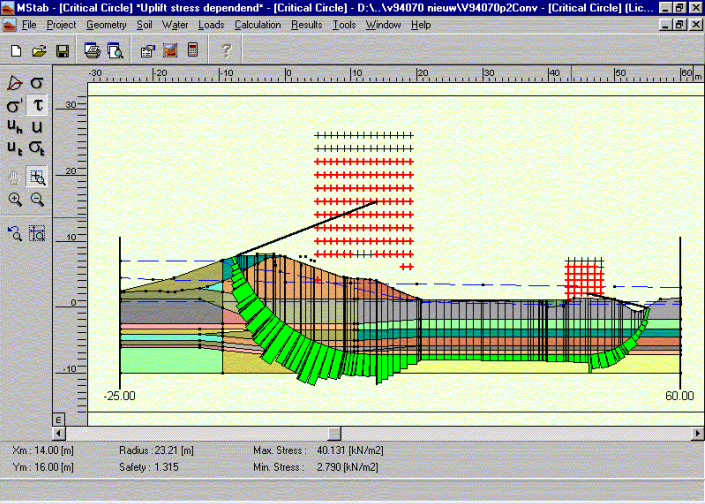 MStab - [Critical Circle] *Uplift stress dependend* - [Critical Circle] - D:\..\v94070 nieuw\V94070p2Conv - [Critical Circle] (Lic...
File Project Geometry Soil Water Loads Calculation Results Tools Window Help
-30 -20 -10 0 10 20 30 40 50 60 m
σ
σ' τ
u h u
u t σ t
30
20
10
0
-10
-25.00 60.00
E
Xm : 14.00 [m] Radius : 23.21 [m] Max. Stress : 40.131 [kN/m2]
Ym : 16.00 [m] Safety : 1.315 Min. Stress : 2.790 [kN/m2]